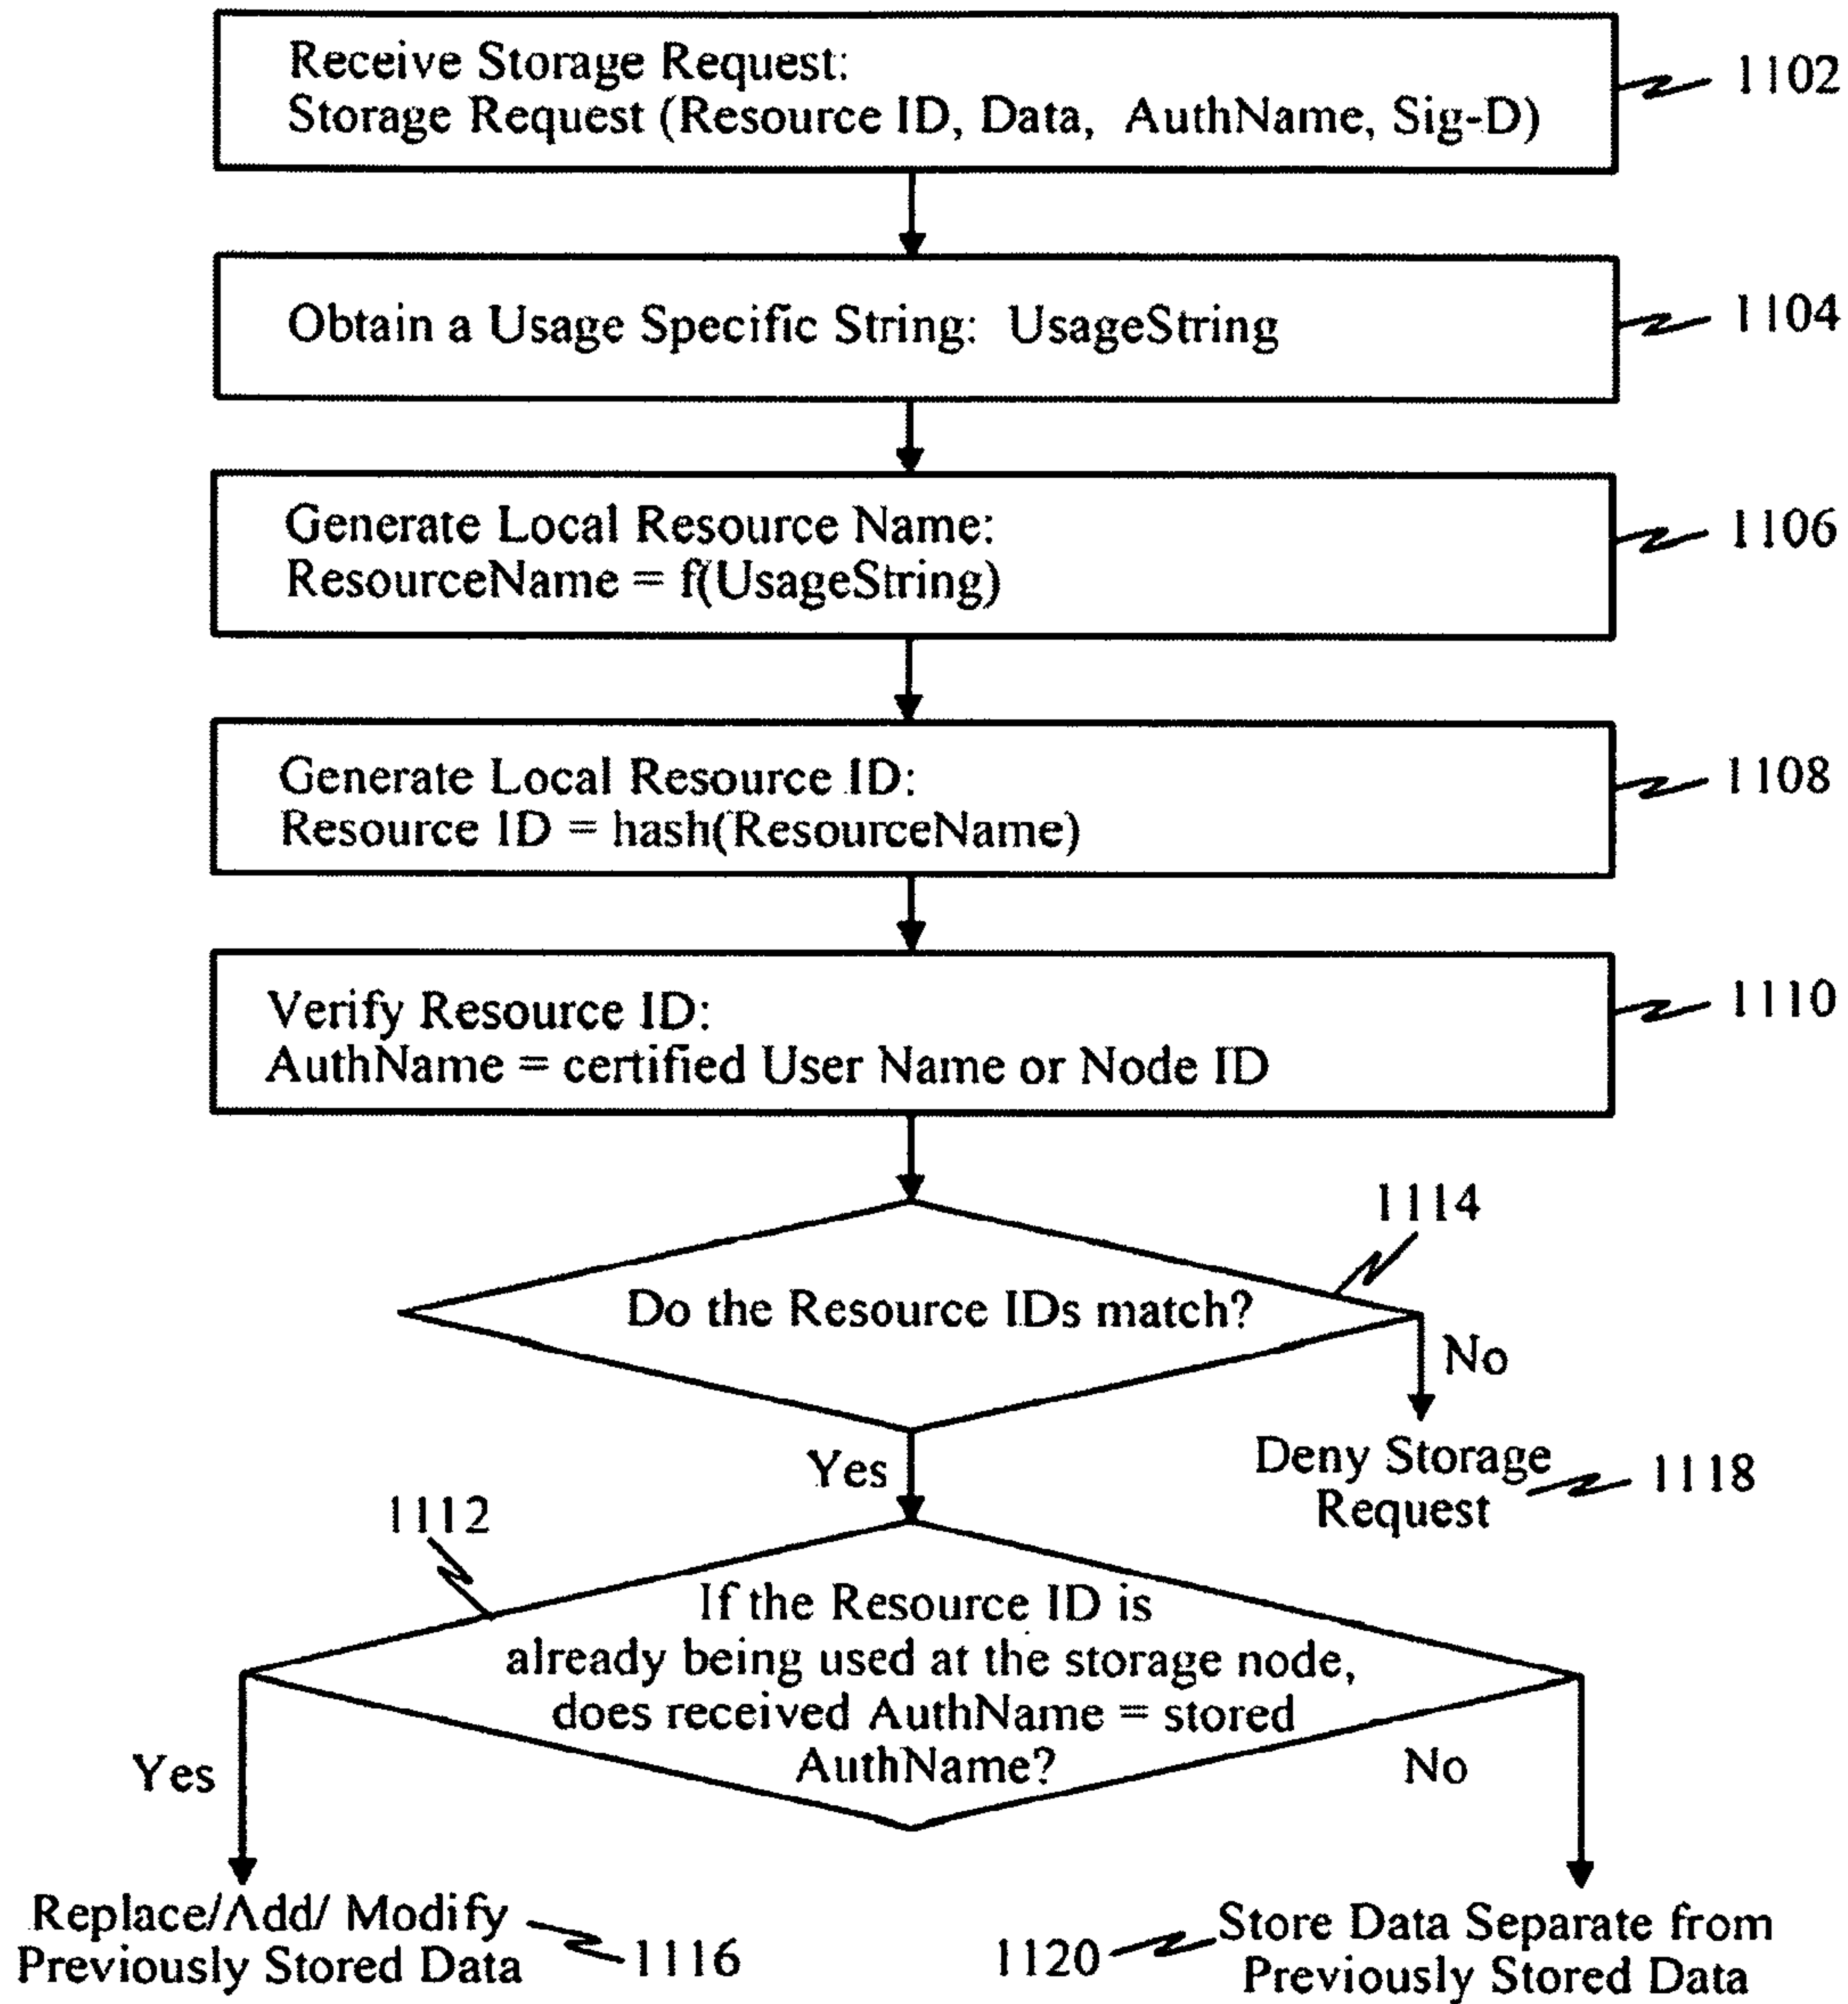 Receive Storage Request:
Storage Request (Resource ID, Data, AuthName, Sig-D)
1102
Obtain a Usage Specific String: UsageString
1104
Generate Local Resource Name:
ResourceName = f(UsageString)
1106
Generate Local Resource ID:
Resource ID = hash(ResourceName)
1108
Verify Resource ID:
AuthName = certified User Name or Node ID
1110
1114
Do the Resource IDs match?
No
Yes
Deny Storage
Request
1118
1112
If the Resource ID is
already being used at the storage node,
does received AuthName = stored
AuthName?
Yes
No
Replace/Add/ Modify
Previously Stored Data
1116
1120
Store Data Separate from
Previously Stored Data